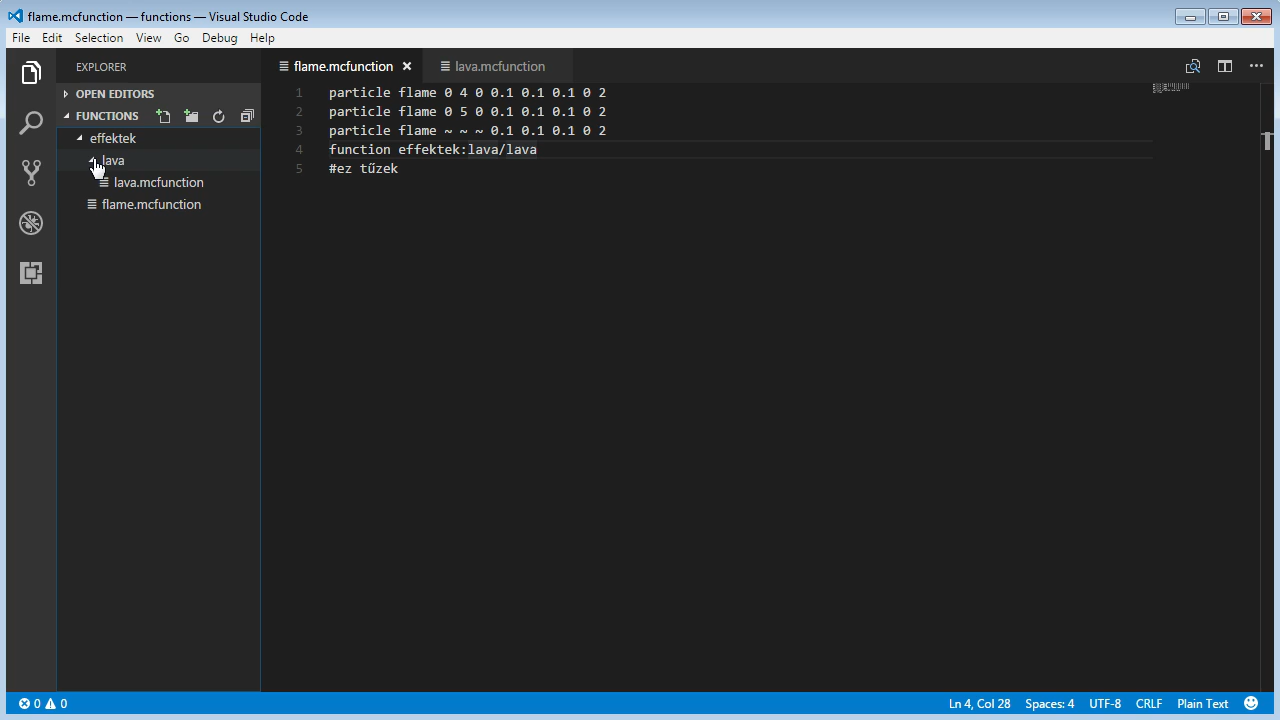 flame.mcfunction — functions — Visual Studio Code
File Edit Selection View Go Debug Help
EXPLORER
OPEN EDITORS
FUNCTIONS
effektek
lava
lava.mcfunction
flame.mcfunction
flame.mcfunction lava.mcfunction
1 particle flame 0 4 0 0.1 0.1 0.1 0 2
2 particle flame 0 5 0 0.1 0.1 0.1 0 2
3 particle flame ~ ~ ~ 0.1 0.1 0.1 0 2
4 function effektek:lava/lava
5 #ez tűzek
0 0 Ln 4, Col 28 Spaces: 4 UTF-8 CRLF Plain Text